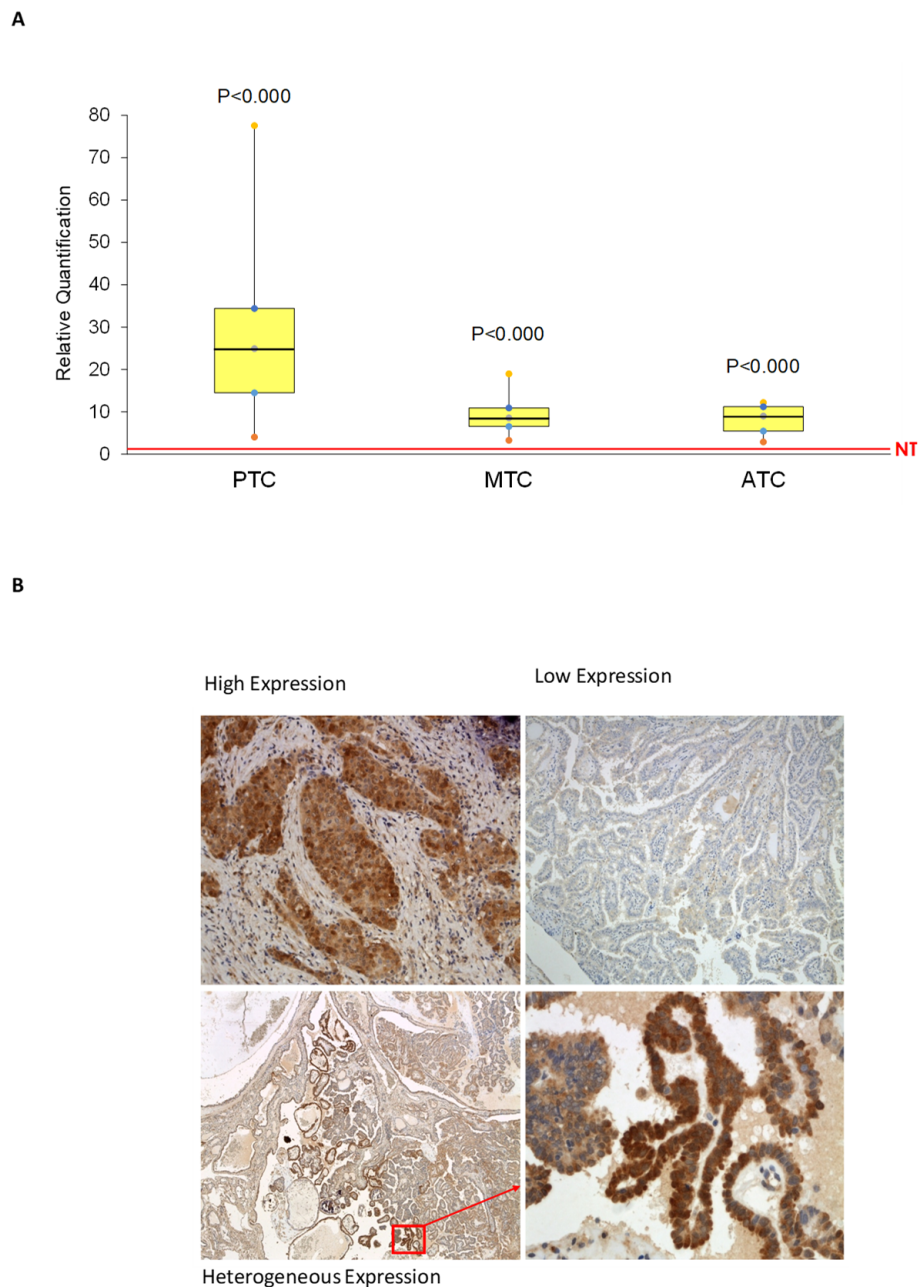 A
P<0.000
80
70
60
50
40
30
20
10
0
Relative Quantification
P<0.000
P<0.000
NT
PTC
MTC
ATC
B
High Expression
Low Expression
Heterogeneous Expression